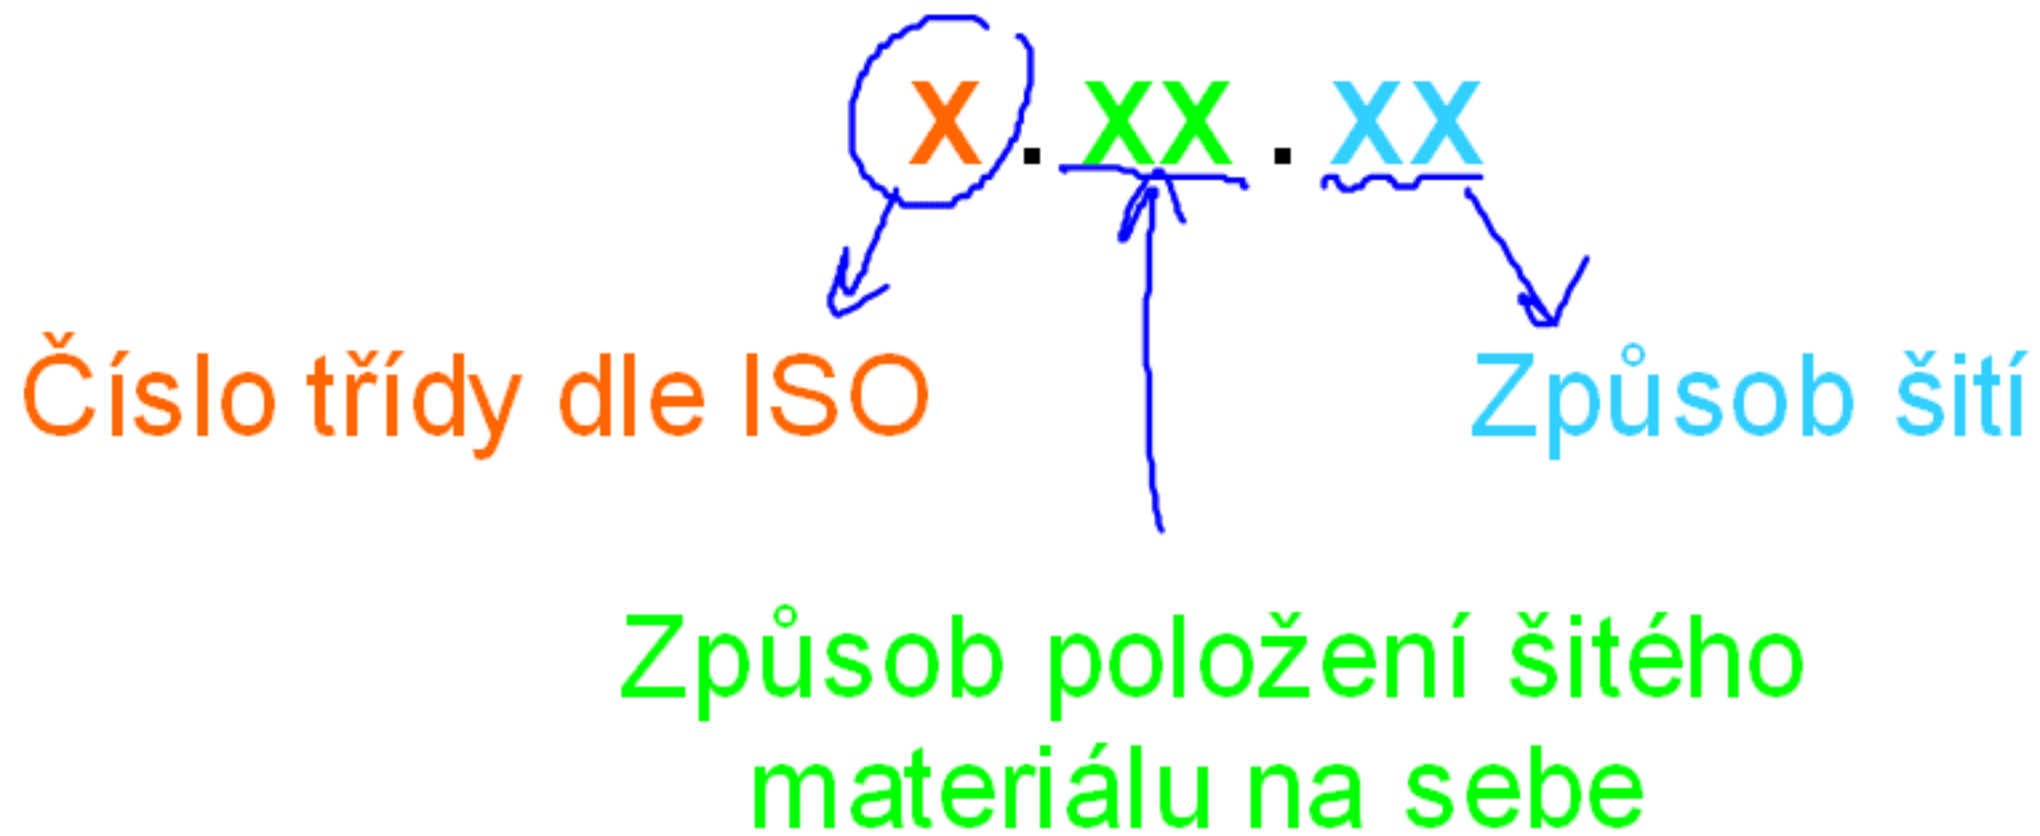 X . XX . XX
Číslo třídy dle ISO
Způsob šití
Způsob položení šitého
materiálu na sebe